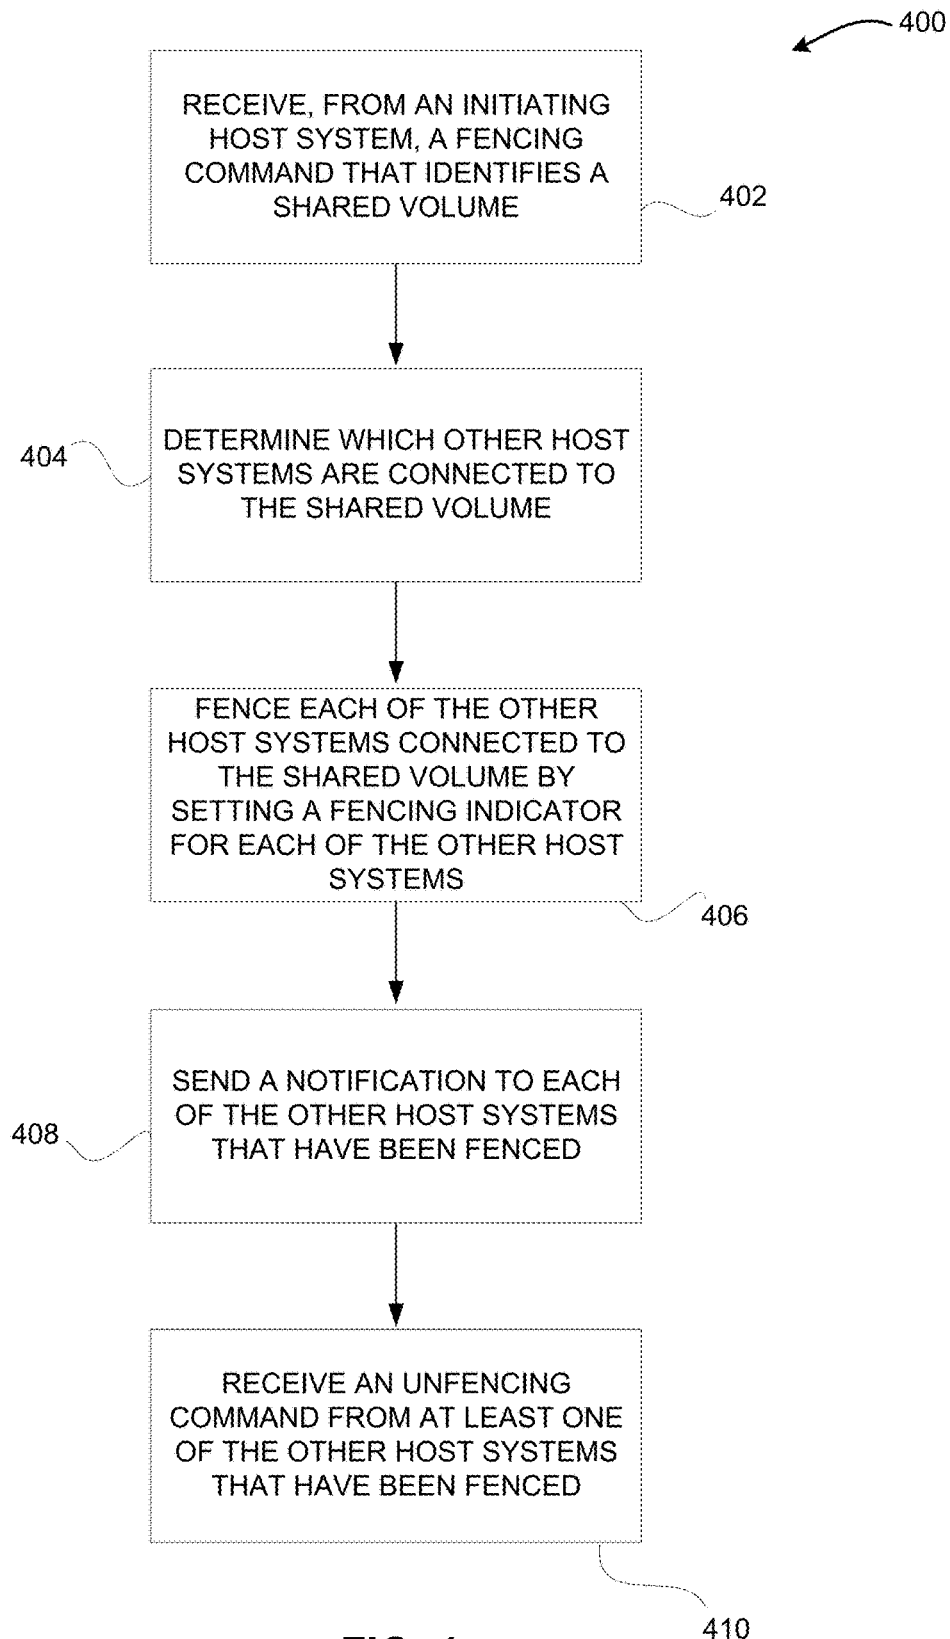 400
RECEIVE, FROM AN INITIATING
HOST SYSTEM, A FENCING
COMMAND THAT IDENTIFIES A
SHARED VOLUME
402
DETERMINE WHICH OTHER HOST
SYSTEMS ARE CONNECTED TO
THE SHARED VOLUME
404
FENCE EACH OF THE OTHER
HOST SYSTEMS CONNECTED TO
THE SHARED VOLUME BY
SETTING A FENCING INDICATOR
FOR EACH OF THE OTHER HOST
SYSTEMS
406
SEND A NOTIFICATION TO EACH
OF THE OTHER HOST SYSTEMS
THAT HAVE BEEN FENCED
408
RECEIVE AN UNFENCING
COMMAND FROM AT LEAST ONE
OF THE OTHER HOST SYSTEMS
THAT HAVE BEEN FENCED
410